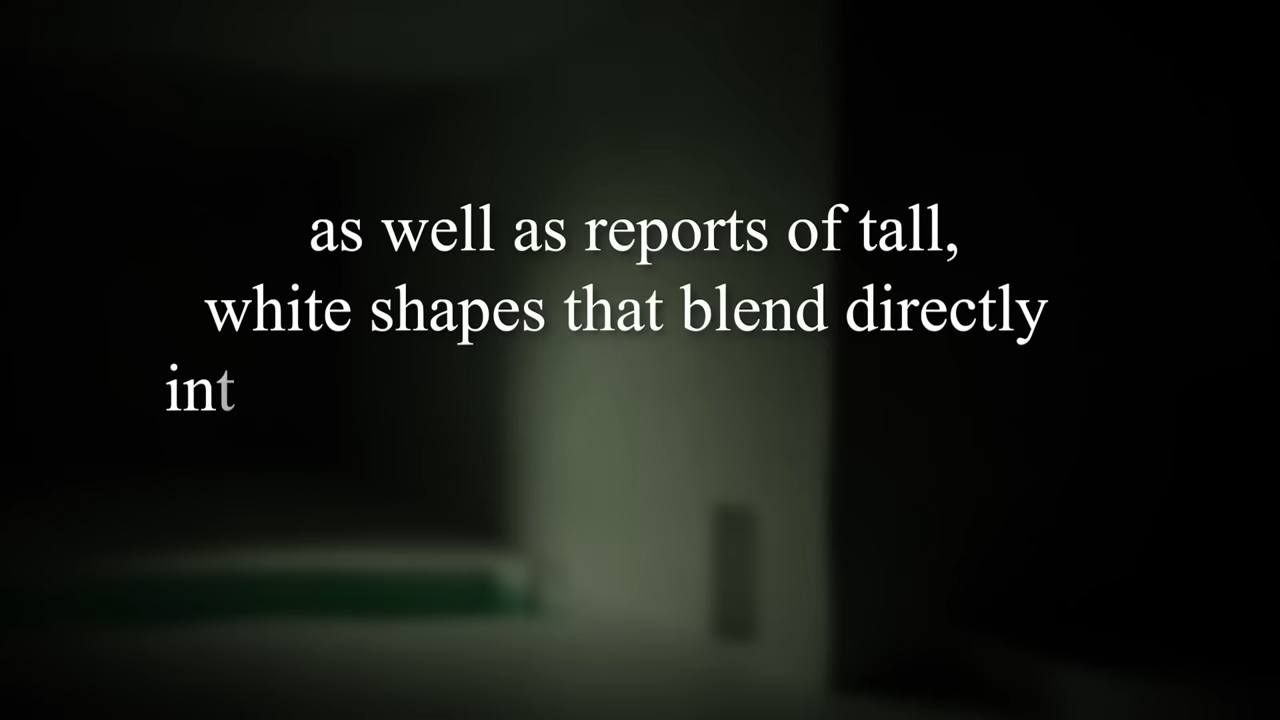 as well as reports of tall,
white shapes that blend directly
int